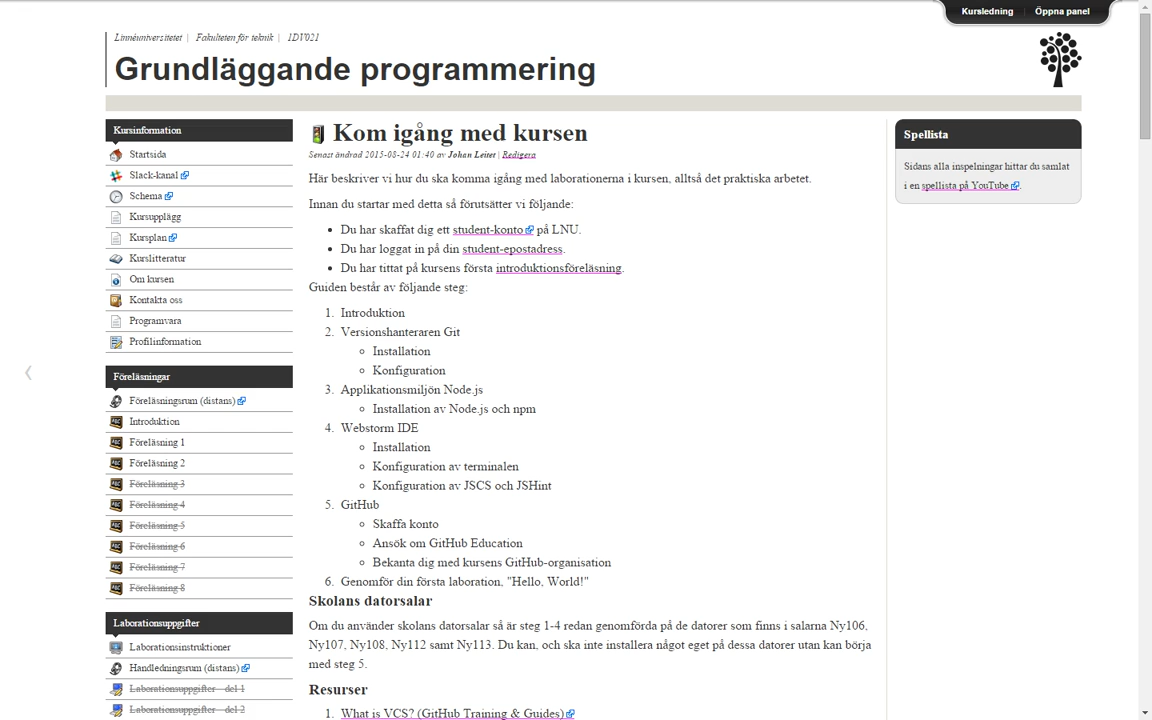 Kursledning | Öppna panel
Linnéuniversitetet | Fakulteten för teknik | 1DV021
Grundläggande programmering
Kursinformation
Startsida
Slack-kanal
Schema
Kursupplägg
Kursplan
Kurslitteratur
Om kursen
Kontakta oss
Programvara
Profilinformation
Föreläsningar
Föreläsningsrum (distans)
Introduktion
Föreläsning 1
Föreläsning 2
Föreläsning 3
Föreläsning 4
Föreläsning 5
Föreläsning 6
Föreläsning 7
Föreläsning 8
Laborationsuppgifter
Laborationsinstruktioner
Handledningsrum (distans)
Laborationsuppgifter - del 1
Laborationsuppgifter - del 2
Kom igång med kursen
Senast ändrad 2015-08-24 01:40 av Johan Leitet | Redigera
Här beskriver vi hur du ska komma igång med laborationerna i kursen, alltså det praktiska arbetet.
Innan du startar med detta så förutsätter vi följande:
• Du har skaffat dig ett student-konto på LNU.
• Du har loggat in på din student-epostadress.
• Du har tittat på kursens första introduktionsföreläsning.
Guiden består av följande steg:
1. Introduktion
2. Versionshanteraren Git
◦ Installation
◦ Konfiguration
3. Applikationsmiljön Node.js
◦ Installation av Node.js och npm
4. Webstorm IDE
◦ Installation
◦ Konfiguration av terminalen
◦ Konfiguration av JSCS och JSHint
5. GitHub
◦ Skaffa konto
◦ Ansök om GitHub Education
◦ Bekanta dig med kursens GitHub-organisation
6. Genomför din första laboration, "Hello, World!"
Skolans datorsalar
Om du använder skolans datorsalar så är steg 1-4 redan genomförda på de datorer som finns i salarna Ny106,
Ny107, Ny108, Ny112 samt Ny113. Du kan, och ska inte installera något eget på dessa datorer utan kan börja
med steg 5.
Resurser
1. What is VCS? (GitHub Training & Guides)
Spellista
Sidans alla inspelningar hittar du samlat
i en spellista på YouTube.